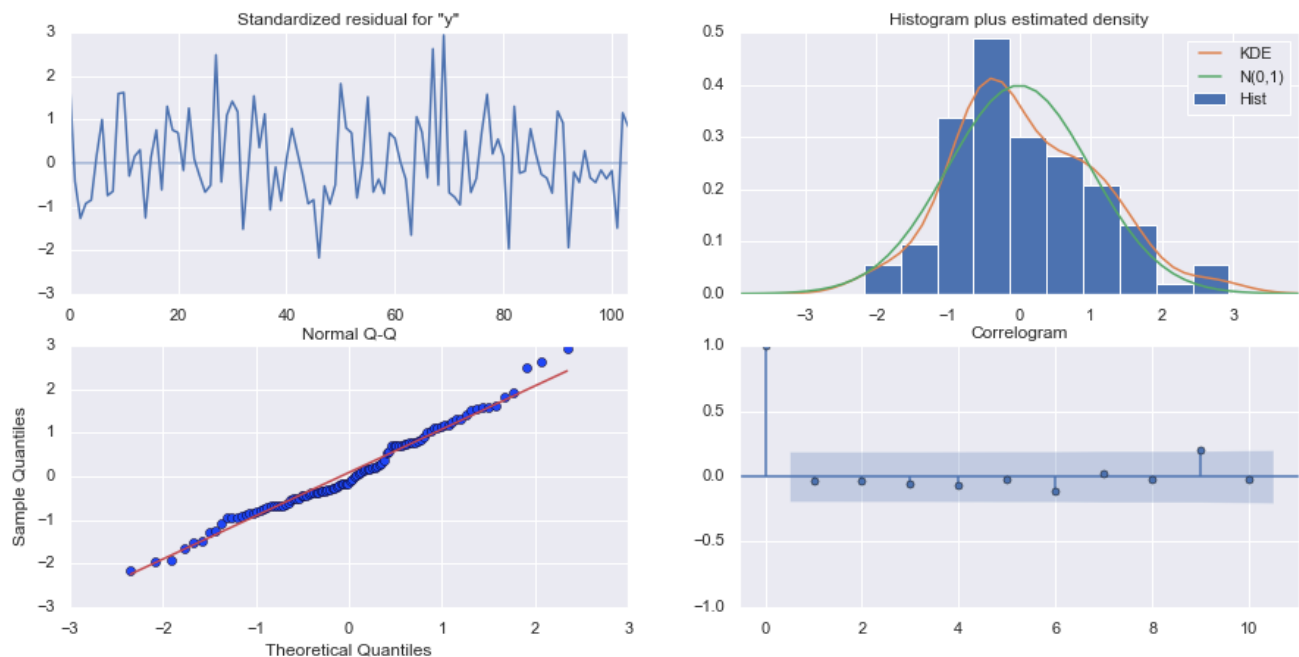 Standardized residual for "y"
3
2
1
0
−1
−2
−3
0 20 40 60 80 100
Histogram plus estimated density
0.5
0.4
0.3
0.2
0.1
0.0
KDE
N(0,1)
Hist
−3 −2 −1 0 1 2 3
Normal Q-Q
3
2
1
0
−1
−2
−3
Sample Quantiles
−3 −2 −1 0 1 2 3
Theoretical Quantiles
Correlogram
1.0
0.5
0.0
−0.5
−1.0
0 2 4 6 8 10